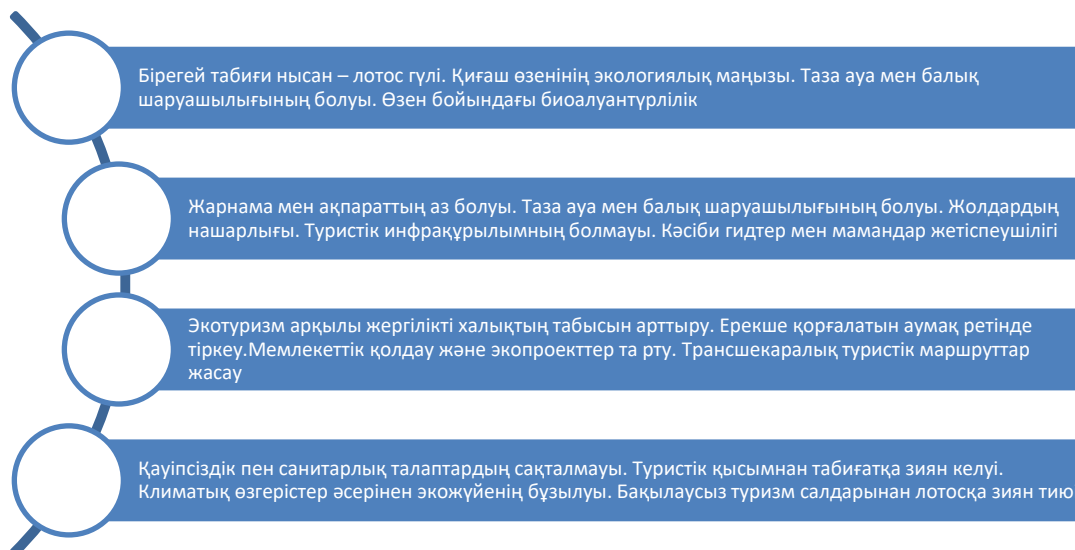 Бірегей табиғи нысан – лотос гүлі. Қиғаш өзенінің экологиялық маңызы. Таза ауа мен балық
шаруашылығының болуы. Өзен бойындағы биоалуантүрлілік
Жарнама мен ақпараттың аз болуы. Таза ауа мен балық шаруашылығының болуы. Жолдардың
нашарлығы. Туристік инфрақұрылымның болмауы. Кәсіби гидтер мен мамандар жетіспеушілігі
Экотуризм арқылы жергілікті халықтың табысын арттыру. Ерекше қорғалатын аумақ ретінде
тіркеу.Мемлекеттік қолдау және экопроекттер та рту. Трансшекаралық туристік маршруттар
жасау
Қауіпсіздік пен санитарлық талаптардың сақталмауы. Туристік қысымнан табиғатқа зиян келуі.
Климатық өзгерістер әсерінен экожүйенің бұзылуы. Бақылаусыз туризм салдарынан лотосқа зиян тию